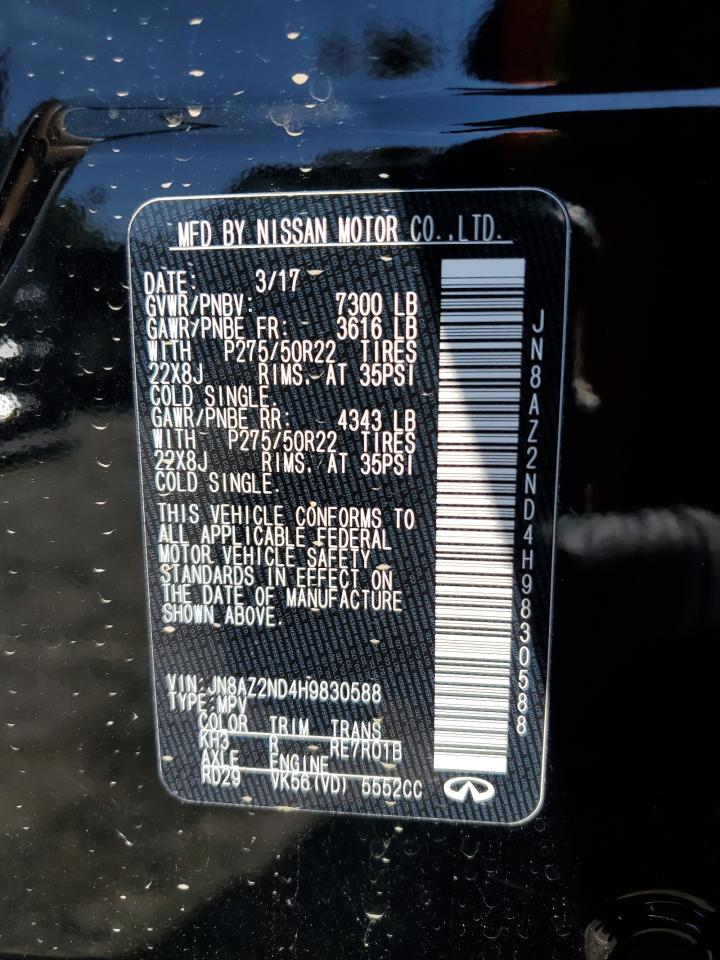 MFD BY NISSAN MOTOR CO.,LTD.
DATE: 3/17
GVWR/PNBV: 7300 LB
GAWR/PNBE FR: 3616 LB
WITH P275/50R22 TIRES
22X8J RIMS. AT 35PSI
COLD SINGLE.
GAWR/PNBE RR: 4343 LB
WITH P275/50R22 TIRES
22X8J RIMS. AT 35PSI
COLD SINGLE.
THIS VEHICLE CONFORMS TO
ALL APPLICABLE FEDERAL
MOTOR VEHICLE SAFETY
STANDARDS IN EFFECT ON
THE DATE OF MANUFACTURE
SHOWN ABOVE.
VIN:JN8AZ2ND4H9830588
TYPE:MPV
COLOR TRIM TRANS
KH3 R RE7R01B
AXLE ENGINE
RD29 VK56(VD) 5552CC
JN8AZ2ND4H9830588